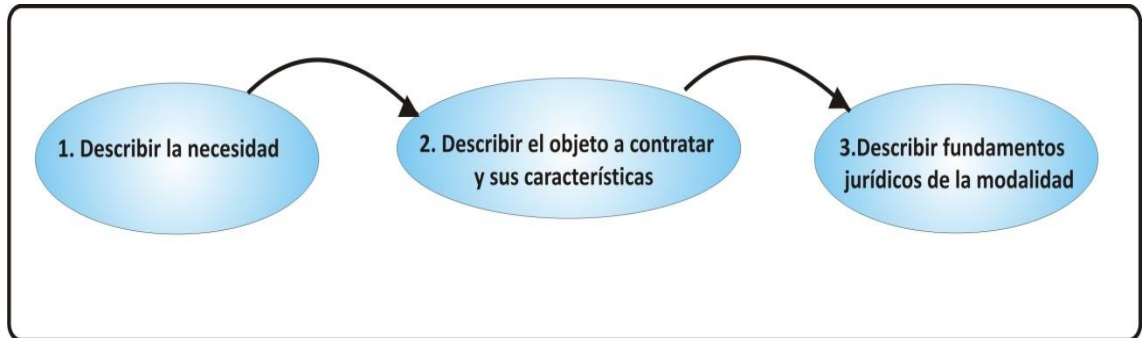 1. Describir la necesidad
2. Describir el objeto a contratar
y sus características
3.Describir fundamentos
jurídicos de la modalidad